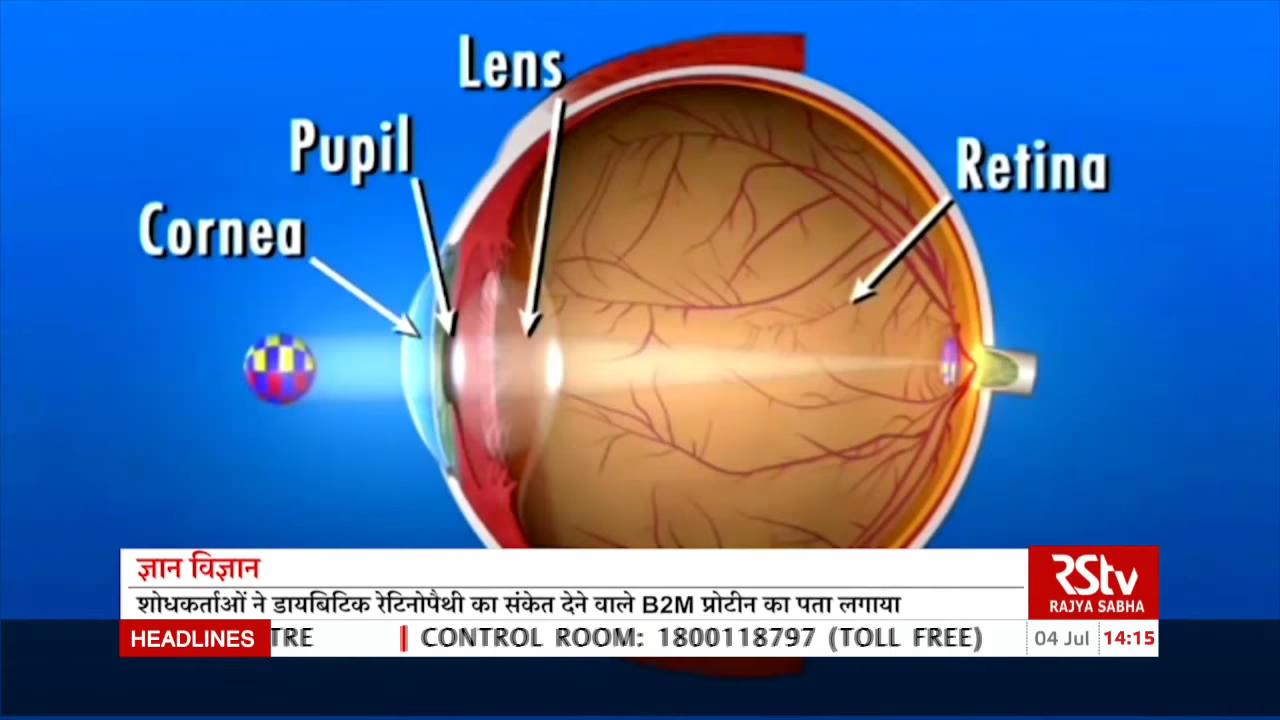 Lens
Pupil
Retina
Cornea
ज्ञान विज्ञान
शोधकर्ताओं ने डायबिटिक रेटिनोपैथी का संकेत देने वाले B2M प्रोटीन का पता लगाया
RSTV
RAJYA SABHA
HEADLINES TRE | CONTROL ROOM: 1800118797 (TOLL FREE) 04 Jul 14:15